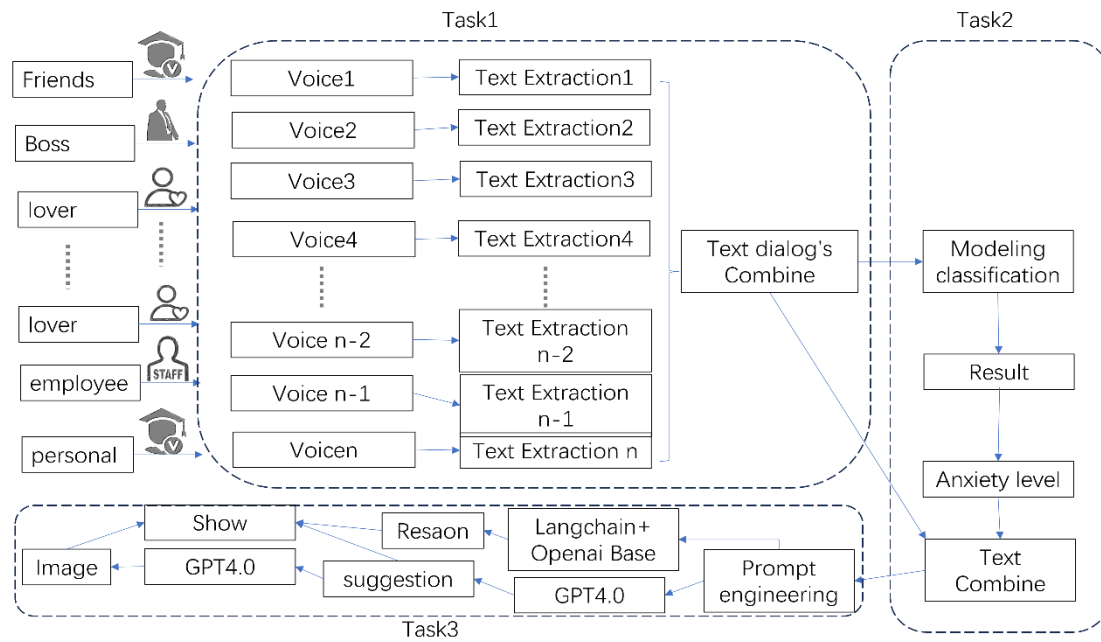 Task1
Task2
Friends
Voice1
Text Extraction1
Boss
Voice2
Text Extraction2
lover
Voice3
Text Extraction3
Voice4
Text Extraction4
Text dialog's
Combine
Modeling
classification
lover
Voice n-2
Text Extraction
n-2
Result
employee
STAFF
Voice n-1
Text Extraction
n-1
personal
Voicen
Text Extraction n
Anxiety level
Show
Resaon
Langchain+
Openai Base
Text
Combine
Image
GPT4.0
suggestion
GPT4.0
Prompt
engineering
Task3